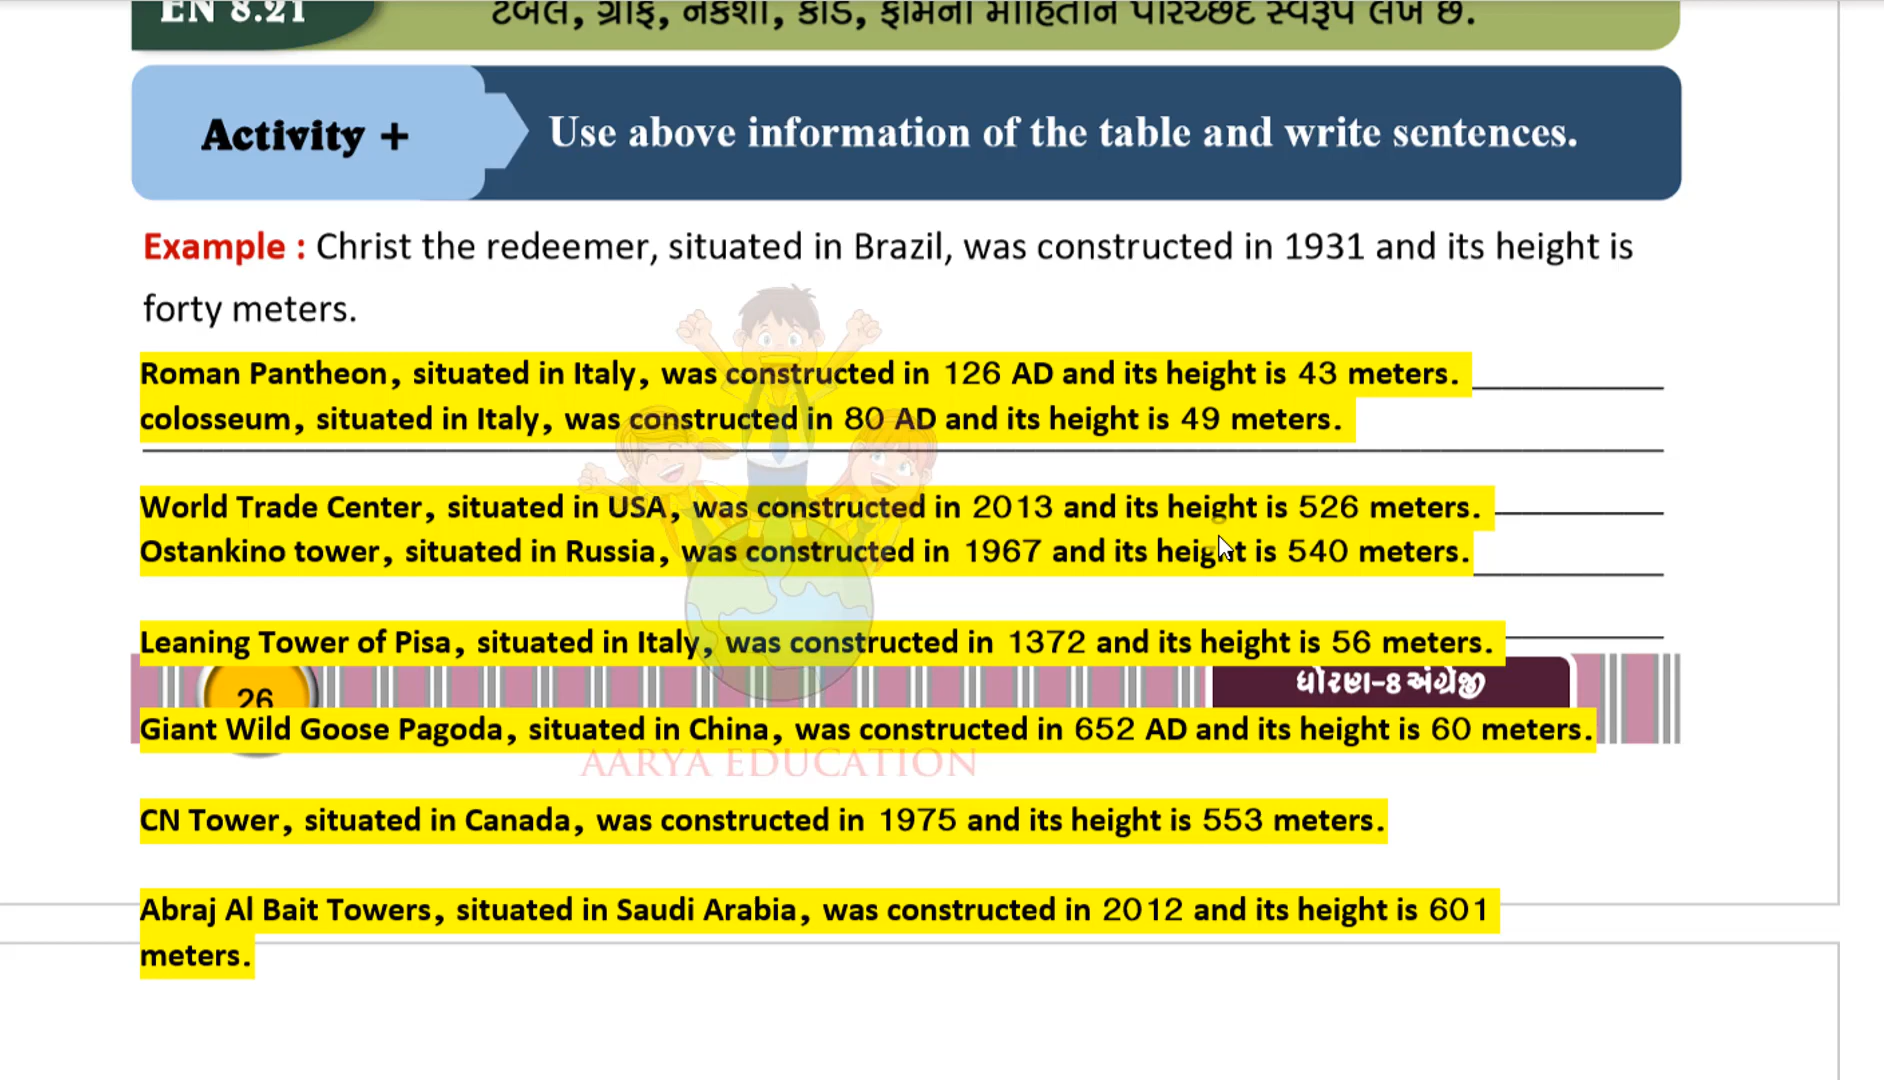 EN 8.21
ટેબલ, ગ્રાફ, નકશા, કાર્ડ, ફોર્મની માહિતીને પરિચ્છેદ સ્વરૂપે લખે છે.
Activity +
Use above information of the table and write sentences.
Example : Christ the redeemer, situated in Brazil, was constructed in 1931 and its height is
forty meters.
Roman Pantheon, situated in Italy, was constructed in 126 AD and its height is 43 meters.
colosseum, situated in Italy, was constructed in 80 AD and its height is 49 meters.
World Trade Center, situated in USA, was constructed in 2013 and its height is 526 meters.
Ostankino tower, situated in Russia, was constructed in 1967 and its height is 540 meters.
Leaning Tower of Pisa, situated in Italy, was constructed in 1372 and its height is 56 meters.
26
ધોરણ-8 અંગ્રેજી
Giant Wild Goose Pagoda, situated in China, was constructed in 652 AD and its height is 60 meters.
AARYA EDUCATION
CN Tower, situated in Canada, was constructed in 1975 and its height is 553 meters.
Abraj Al Bait Towers, situated in Saudi Arabia, was constructed in 2012 and its height is 601
meters.